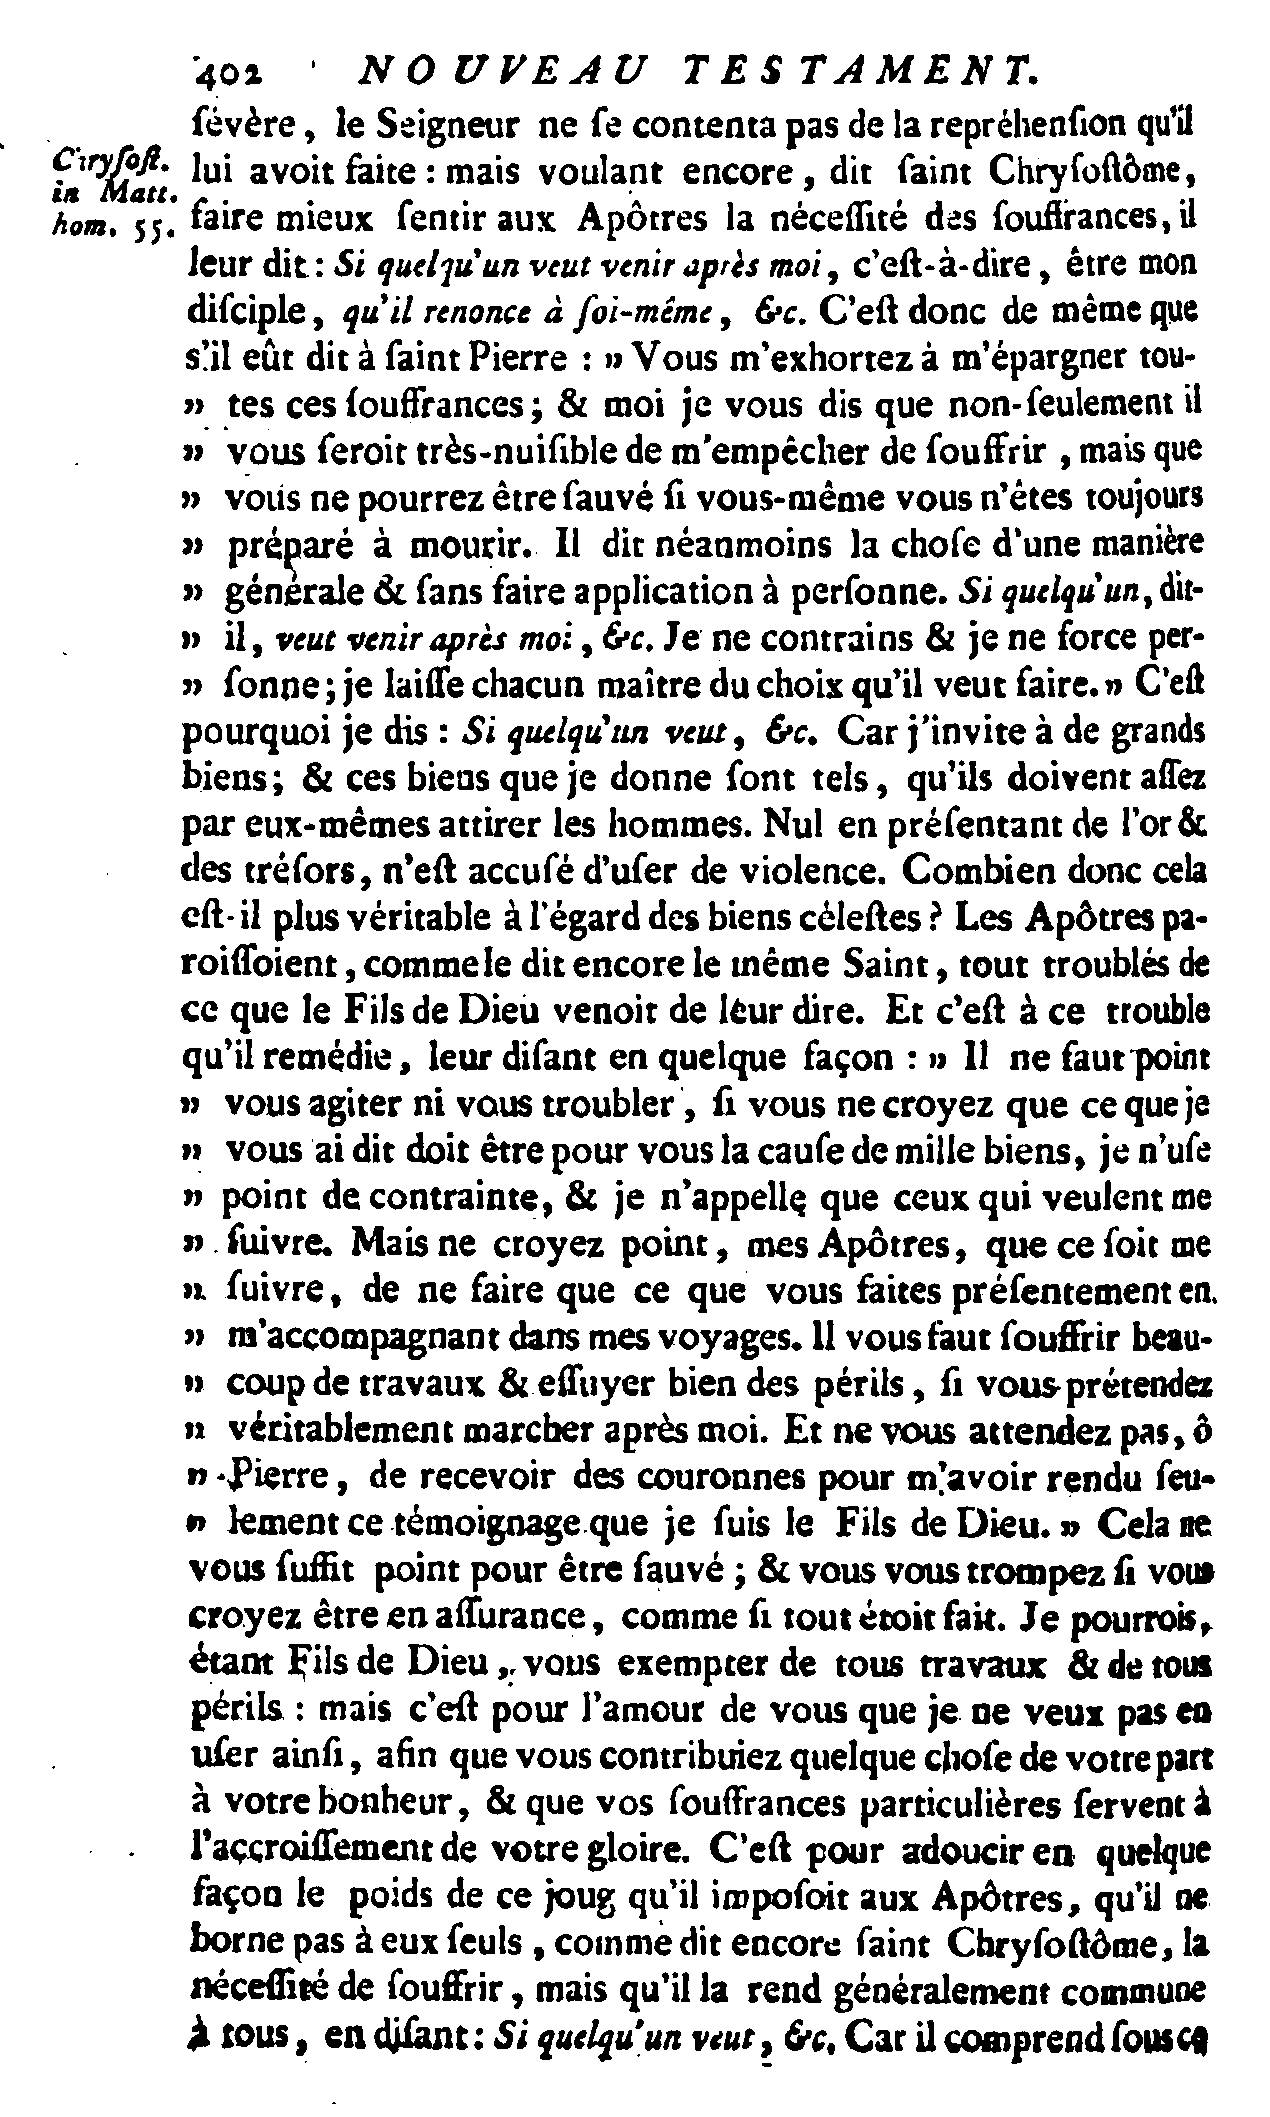 402 NOUVEAU TESTAMENT.
ſévère, le Seigneur ne ſe contenta pas de la repréhenſion qu'il
Chryſoſt.
in Matt.
hom. 55.
lui avoit faite : mais voulant encore, dit ſaint Chryſoſtôme,
faire mieux ſentir aux Apôtres la néceſſité des ſouffrances, il
leur dit : Si quelqu'un veut venir après moi, c'eſt-à-dire, être mon
diſciple, qu'il renonce à ſoi-même, &c. C'eſt donc de même que
s'il eût dit à ſaint Pierre : » Vous m'exhortez à m'épargner tou-
» tes ces ſouffrances ; & moi je vous dis que non-ſeulement il
» vous ſeroit très-nuiſible de m'empêcher de ſouffrir, mais que
» vous ne pourrez être ſauvé ſi vous-même vous n'êtes toujours
» préparé à mourir. Il dit néanmoins la choſe d'une manière
» générale & ſans faire application à perſonne. Si quelqu'un, dit-
» il, veut venir après moi, &c. Je ne contrains & je ne force per-
» ſonne ; je laiſſe chacun maître du choix qu'il veut faire. » C'eſt
pourquoi je dis : Si quelqu'un veut, &c. Car j'invite à de grands
biens ; & ces biens que je donne ſont tels, qu'ils doivent aſſez
par eux-mêmes attirer les hommes. Nul en préſentant de l'or &
des tréſors, n'eſt accuſé d'uſer de violence. Combien donc cela
eſt-il plus véritable à l'égard des biens céleſtes ? Les Apôtres pa-
roiſſoient, comme le dit encore le même Saint, tout troublés de
ce que le Fils de Dieu venoit de leur dire. Et c'eſt à ce trouble
qu'il remédie, leur diſant en quelque façon : » Il ne faut point
» vous agiter ni vous troubler, ſi vous ne croyez que ce que je
» vous ai dit doit être pour vous la cauſe de mille biens, je n'uſe
» point de contrainte, & je n'appelle que ceux qui veulent me
» ſuivre. Mais ne croyez point, mes Apôtres, que ce ſoit me
» ſuivre, de ne faire que ce que vous faites préſentement en
» m'accompagnant dans mes voyages. Il vous faut ſouffrir beau-
» coup de travaux & eſſuyer bien des périls, ſi vous prétendez
» véritablement marcher après moi. Et ne vous attendez pas, ô
» Pierre, de recevoir des couronnes pour m'avoir rendu ſeu-
» lement ce témoignage que je ſuis le Fils de Dieu. » Cela ne
vous ſuffit point pour être ſauvé ; & vous vous trompez ſi vous
croyez être en aſſurance, comme ſi tout étoit fait. Je pourrois,
étant Fils de Dieu, vous exempter de tous travaux & de tous
périls : mais c'eſt pour l'amour de vous que je ne veux pas en
uſer ainſi, afin que vous contribuiez quelque choſe de votre part
à votre bonheur, & que vos ſouffrances particulières ſervent à
l'accroiſſement de votre gloire. C'eſt pour adoucir en quelque
façon le poids de ce joug qu'il impoſoit aux Apôtres, qu'il ne
borne pas à eux ſeuls, comme dit encore ſaint Chryſoſtôme, la
néceſſité de ſouffrir, mais qu'il la rend généralement commune
à tous, en diſant : Si quelqu'un veut, &c. Car il comprend ſous ce